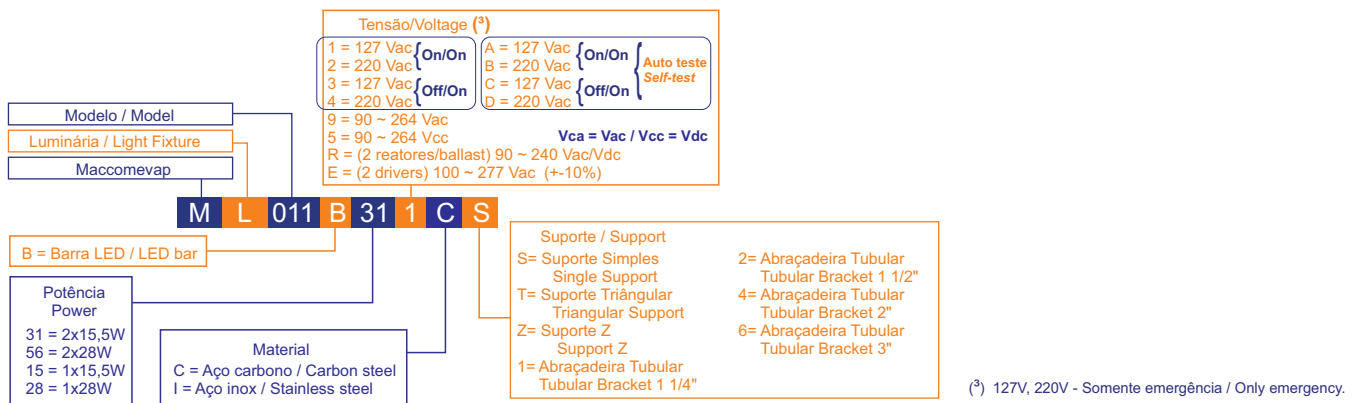 Tensão/Voltage (³)
1 = 127 Vac
2 = 220 Vac
{On/On
3 = 127 Vac
4 = 220 Vac
{Off/On
A = 127 Vac
B = 220 Vac
{On/On
C = 127 Vac
D = 220 Vac
{Off/On
{Auto teste
Self-test
9 = 90 ~ 264 Vac
5 = 90 ~ 264 Vcc
Vca = Vac / Vcc = Vdc
R = (2 reatores/ballast) 90 ~ 240 Vac/Vdc
E = (2 drivers) 100 ~ 277 Vac (+-10%)
Modelo / Model
Luminária / Light Fixture
Maccomevap
M L 011 B 31 1 C S
B = Barra LED / LED bar
Potência
Power
31 = 2x15,5W
56 = 2x28W
15 = 1x15,5W
28 = 1x28W
Material
C = Aço carbono / Carbon steel
I = Aço inox / Stainless steel
Suporte / Support
S= Suporte Simples
Single Support
T= Suporte Triângular
Triangular Support
Z= Suporte Z
Support Z
1= Abraçadeira Tubular
Tubular Bracket 1 1/4"
2= Abraçadeira Tubular
Tubular Bracket 1 1/2"
4= Abraçadeira Tubular
Tubular Bracket 2"
6= Abraçadeira Tubular
Tubular Bracket 3"
(³) 127V, 220V - Somente emergência / Only emergency.